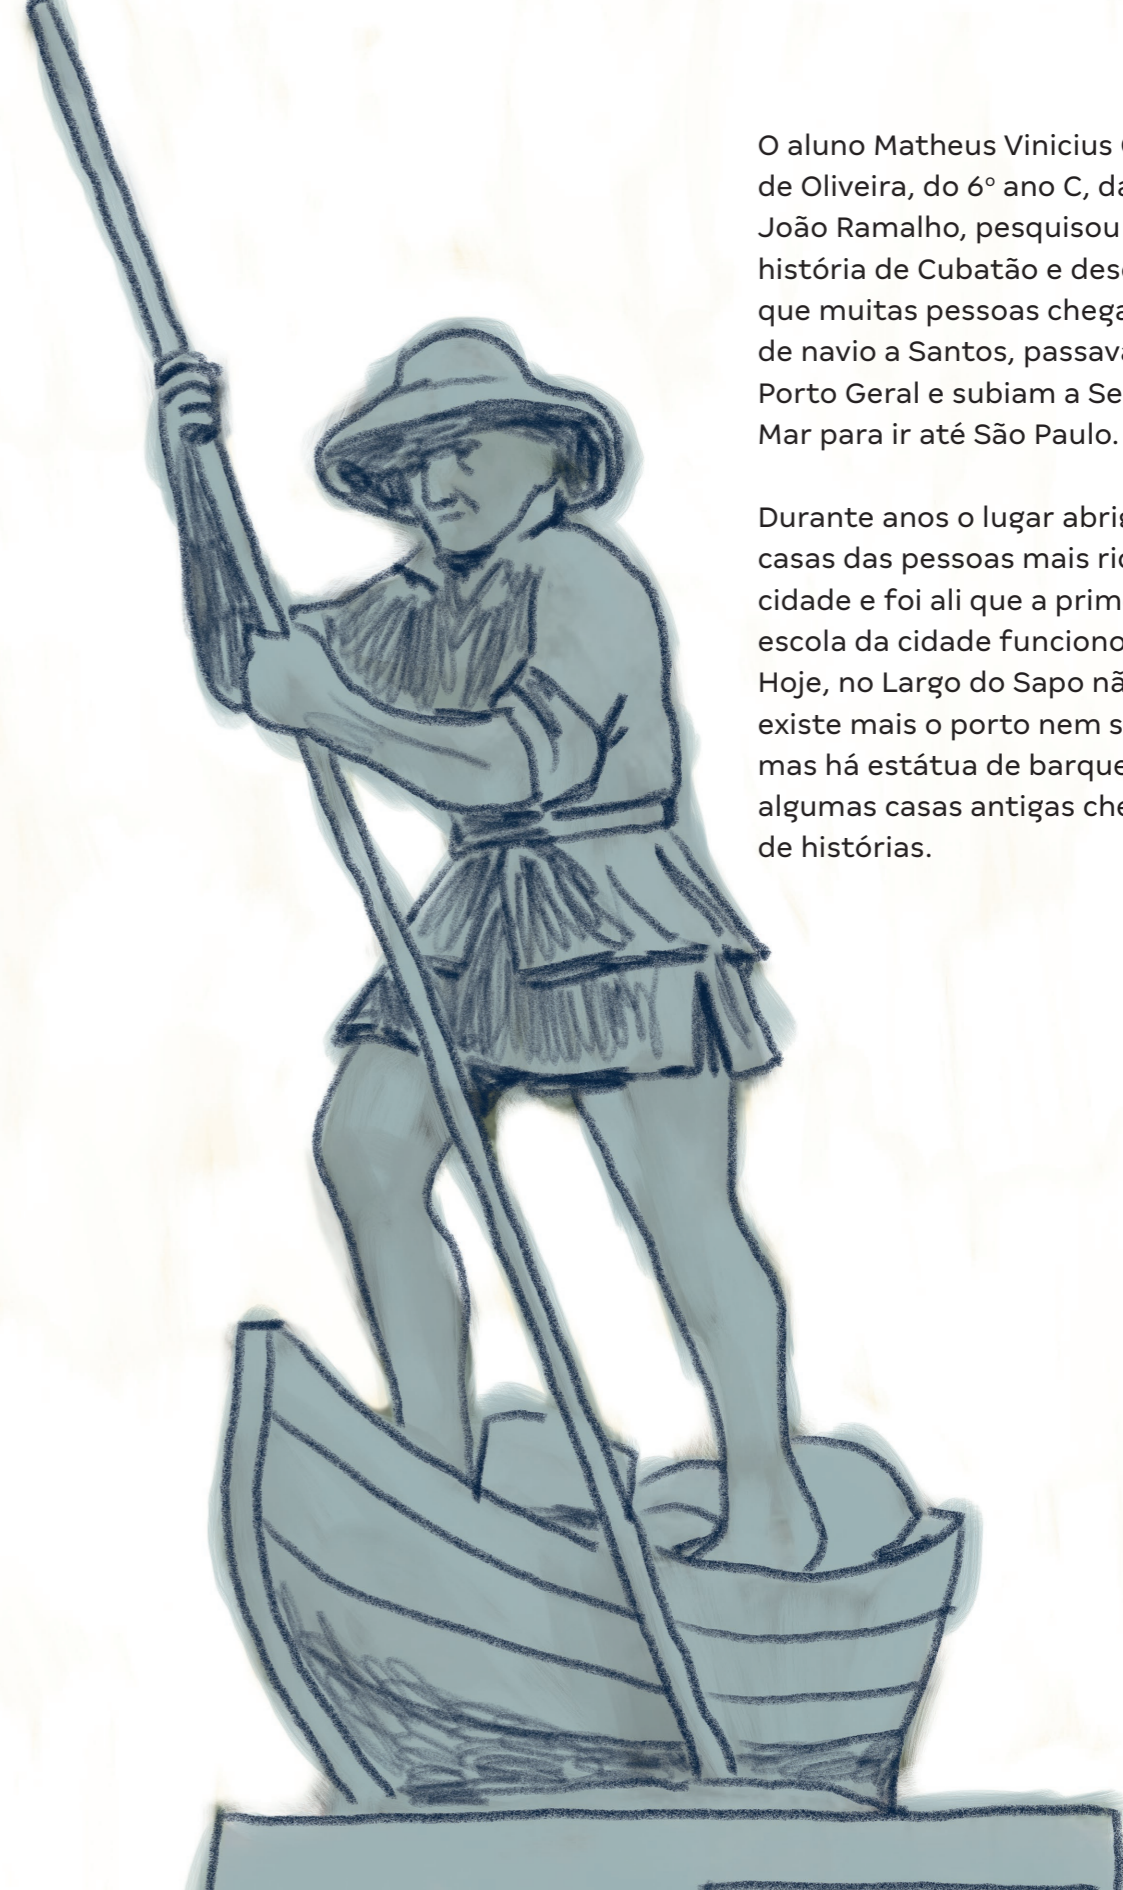 O aluno Matheus Vinicius
de Oliveira, do 6º ano C, da
João Ramalho, pesquisou
história de Cubatão e des
que muitas pessoas chega
de navio a Santos, passav
Porto Geral e subiam a Se
Mar para ir até São Paulo.

Durante anos o lugar abrig
casas das pessoas mais ric
cidade e foi ali que a prim
escola da cidade funciono
Hoje, no Largo do Sapo nã
existe mais o porto nem s
mas há estátua de barque
algumas casas antigas che
de histórias.